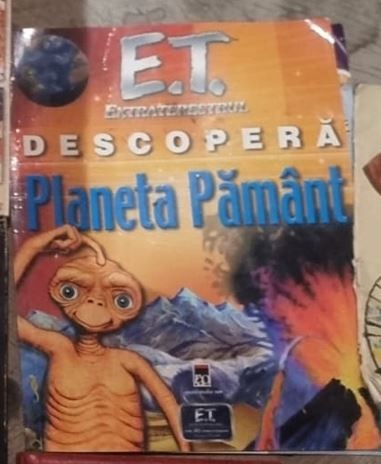 E.T.
EXTRATERESTRUL
DESCOPERĂ
Planeta Pământ
E.T.